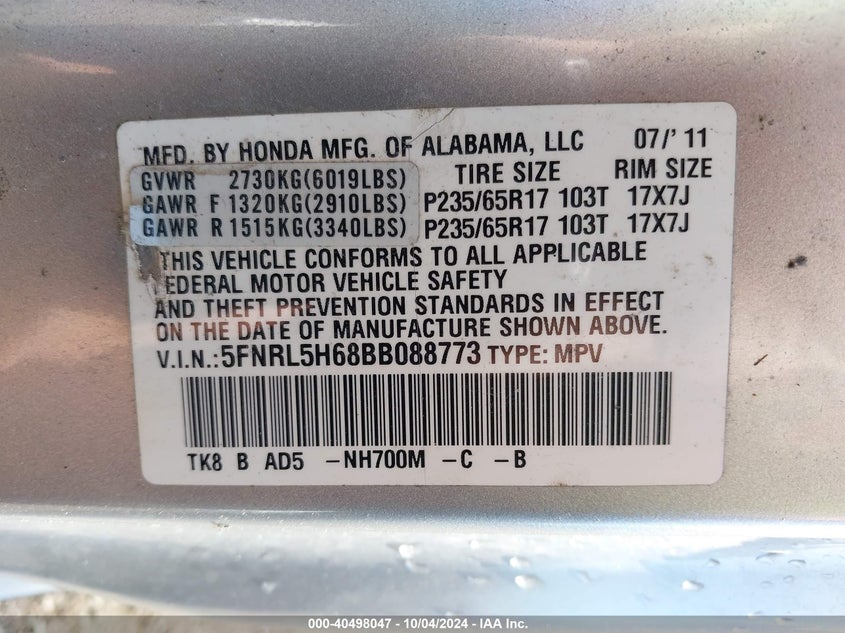 MFD. BY HONDA MFG. OF ALABAMA, LLC 07/'11
GVWR 2730KG(6019LBS) TIRE SIZE RIM SIZE
GAWR F 1320KG(2910LBS) P235/65R17 103T 17X7J
GAWR R 1515KG(3340LBS) P235/65R17 103T 17X7J
THIS VEHICLE CONFORMS TO ALL APPLICABLE
FEDERAL MOTOR VEHICLE SAFETY
AND THEFT PREVENTION STANDARDS IN EFFECT
ON THE DATE OF MANUFACTURE SHOWN ABOVE.
V.I.N.:5FNRL5H68BB088773 TYPE: MPV
TK8 B AD5 -NH700M -C -B
000-40498047 - 10/04/2024 - IAA Inc.